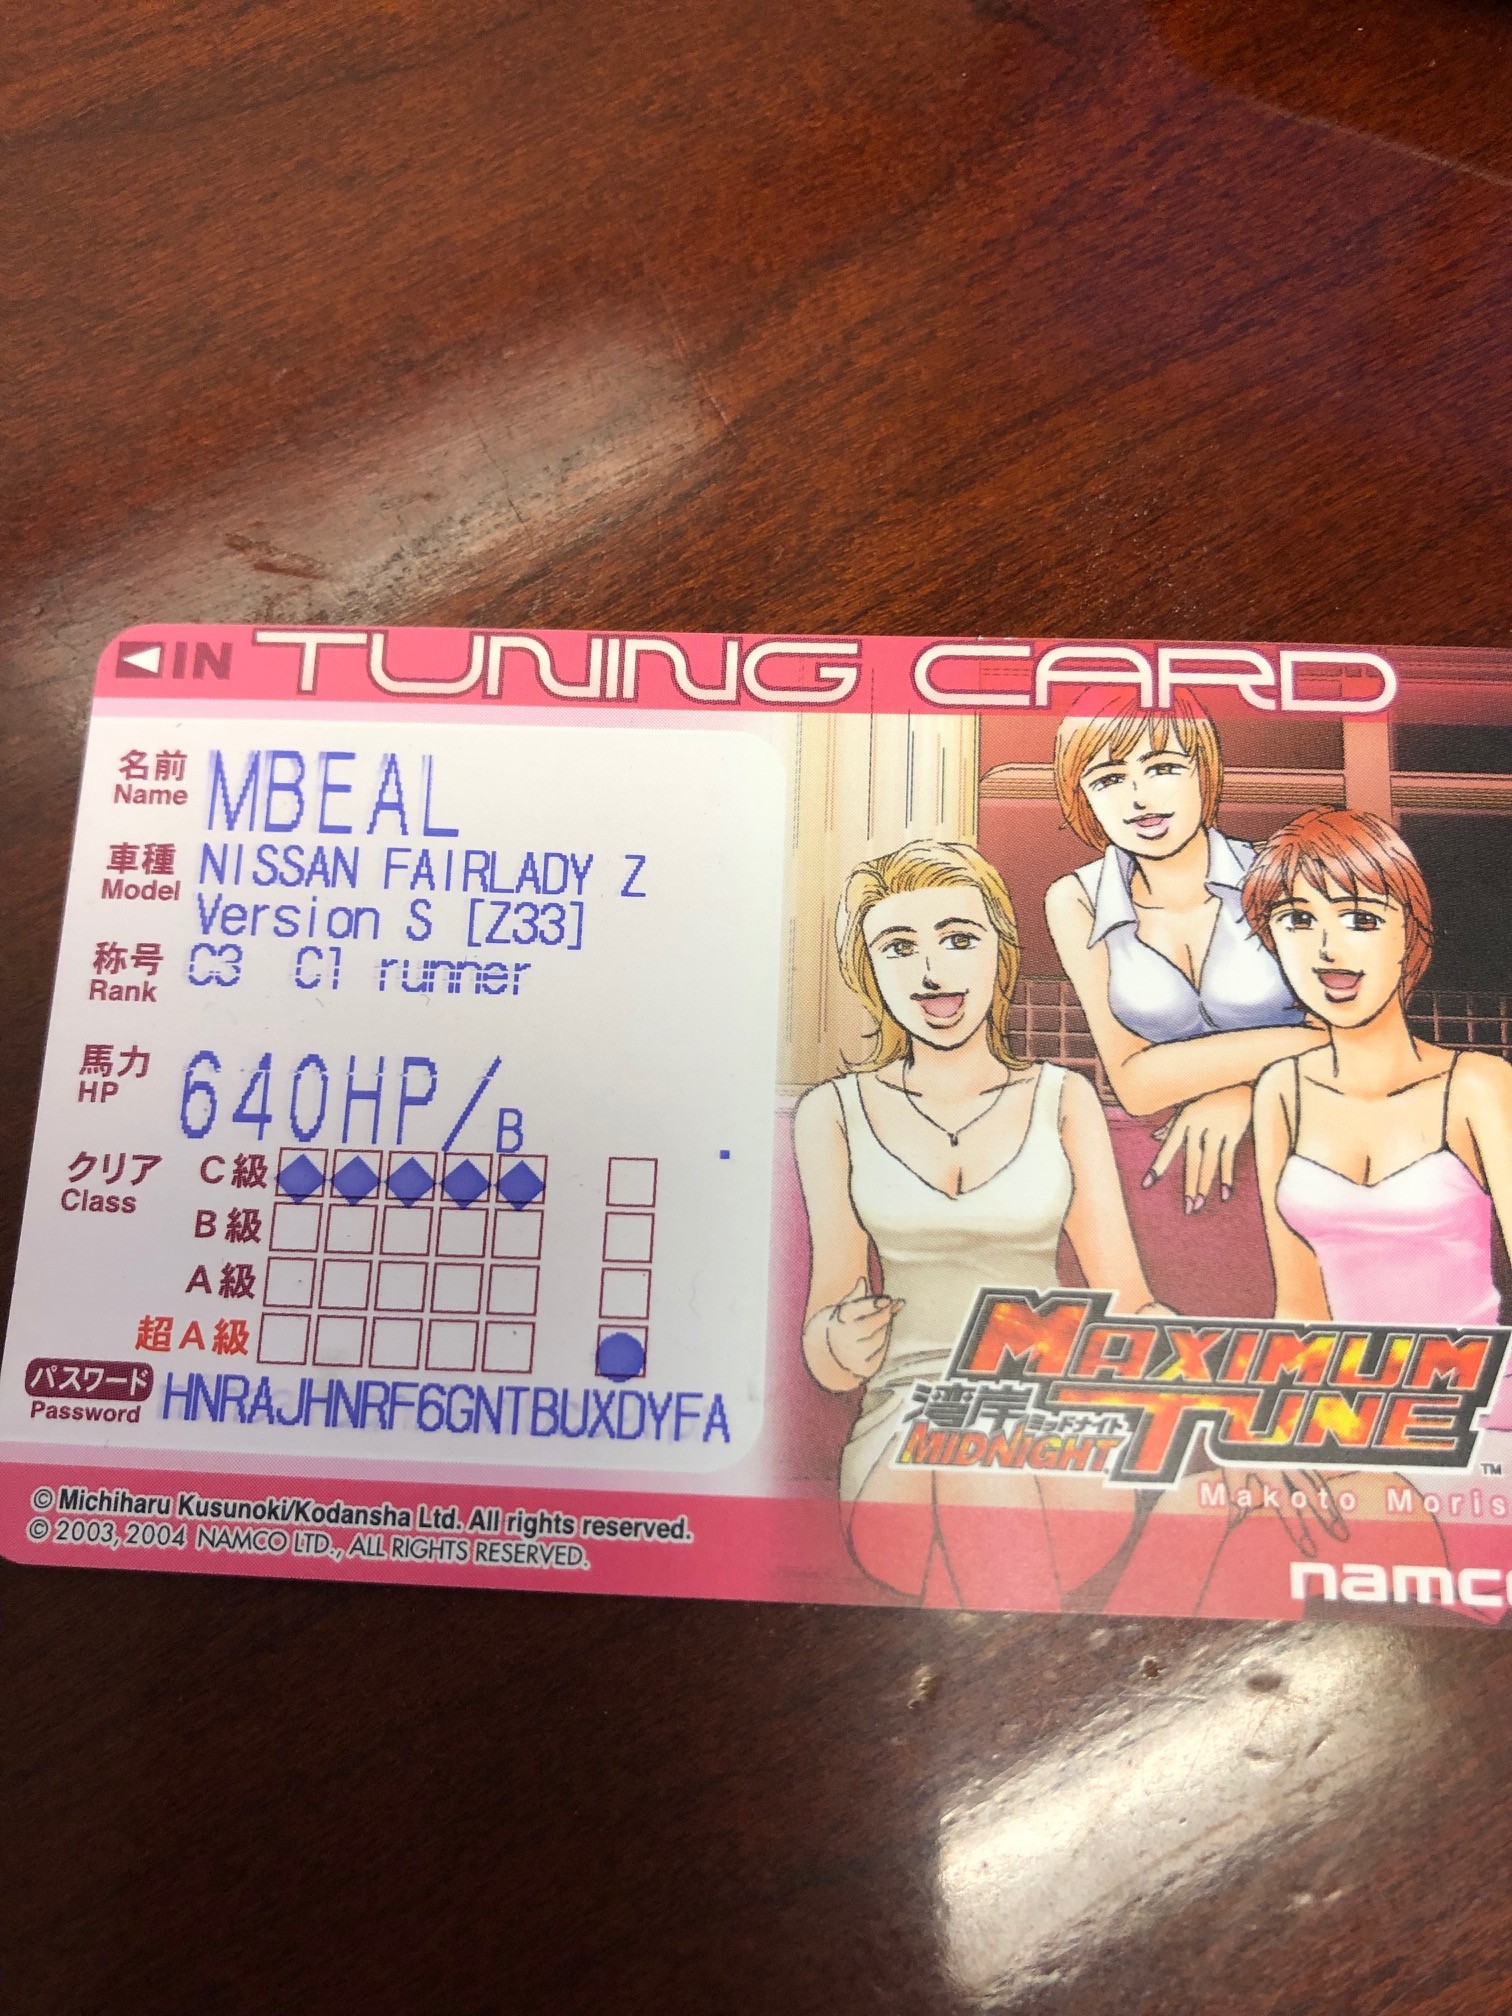 IN TUNING CARD
名前 MBEAL
Name
車種 NISSAN FAIRLADY Z
Model Version S [Z33]
称号 C3 C1 runner
Rank
馬力 640HP/B
HP
クリア C級
Class
B級
A級
超A級
パスワード HNRAJHNRF6GNTBUXDYFA
Password
© Michiharu Kusunoki/Kodansha Ltd. All rights reserved.
© 2003, 2004 NAMCO LTD., ALL RIGHTS RESERVED.
MAXIMUM
湾岸 ミッドナイト TUNE
MIDNIGHT ™
Makoto Moris
namco